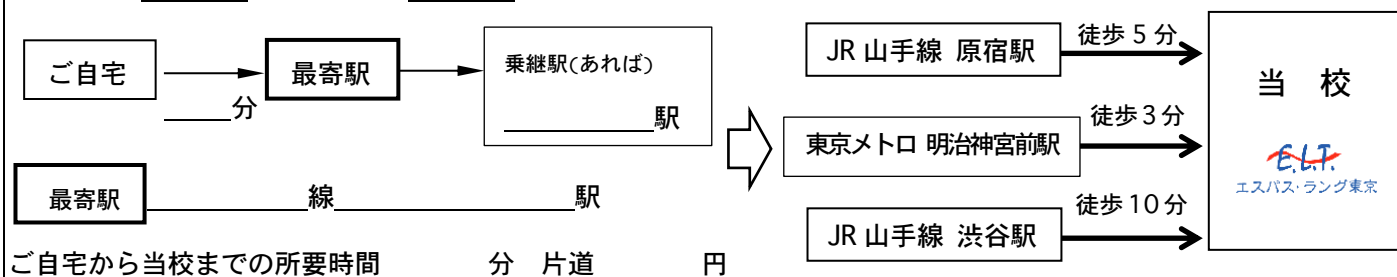 ご自宅
分
最寄駅
乗継駅(あれば)
駅
最寄駅 線 駅
ご自宅から当校までの所要時間 分 片道 円
JR 山手線 原宿駅
徒歩 5 分
東京メトロ 明治神宮前駅
徒歩 3 分
JR 山手線 渋谷駅
徒歩 10 分
当 校
E.L.T.
エスパス・ラング東京